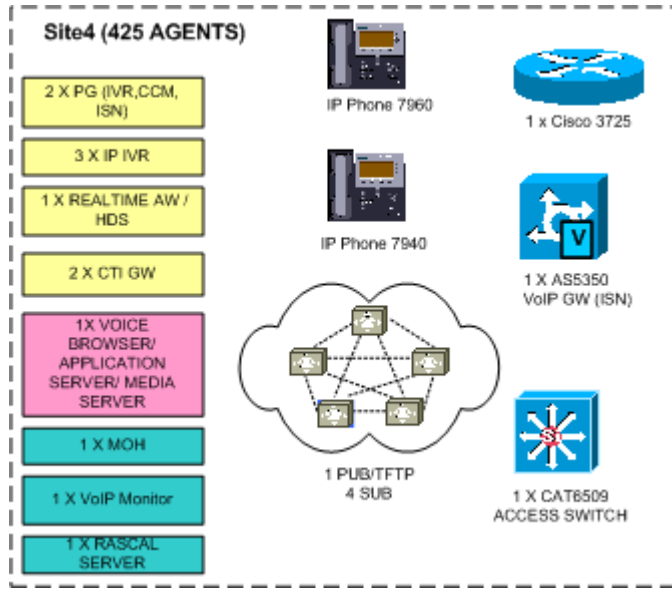 Site4 (425 AGENTS)
2 X PG (IVR,CCM,
ISN)
3 X IP IVR
1 X REALTIME AW /
HDS
2 X CTI GW
1X VOICE
BROWSER/
APPLICATION
SERVER/ MEDIA
SERVER
1 X MOH
1 X VoIP Monitor
1 X RASCAL
SERVER
IP Phone 7960
IP Phone 7940
1 PUB/TFTP
4 SUB
1 x Cisco 3725
V
1 X AS5350
VoIP GW (ISN)
Si
1 X CAT6509
ACCESS SWITCH